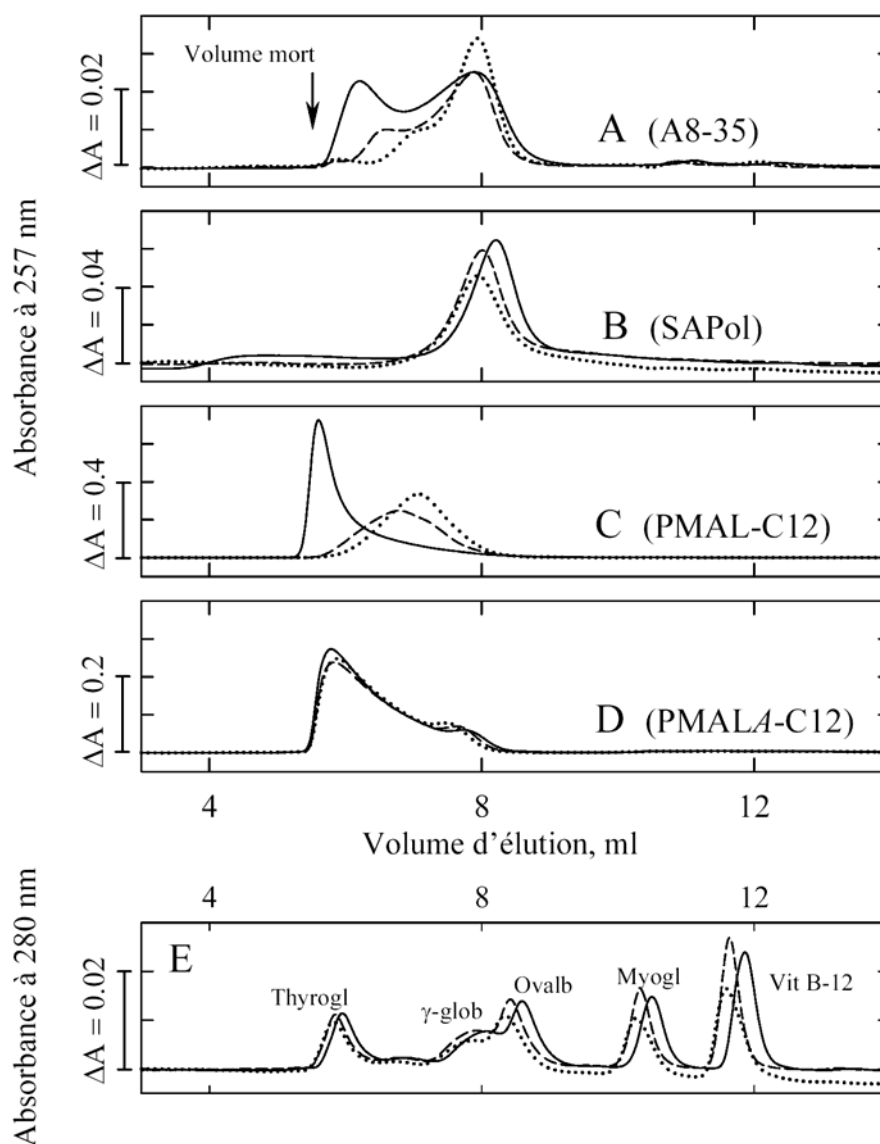 Volume mort
ΔA = 0.02
A (A8-35)
Absorbance à 257 nm
ΔA = 0.04
B (SAPol)
ΔA = 0.4
C (PMAL-C12)
ΔA = 0.2
D (PMALA-C12)
4 8 12
Volume d'élution, ml
4 8 12
Absorbance à 280 nm
ΔA = 0.02
E
Thyrogl
γ-glob
Ovalb
Myogl
Vit B-12